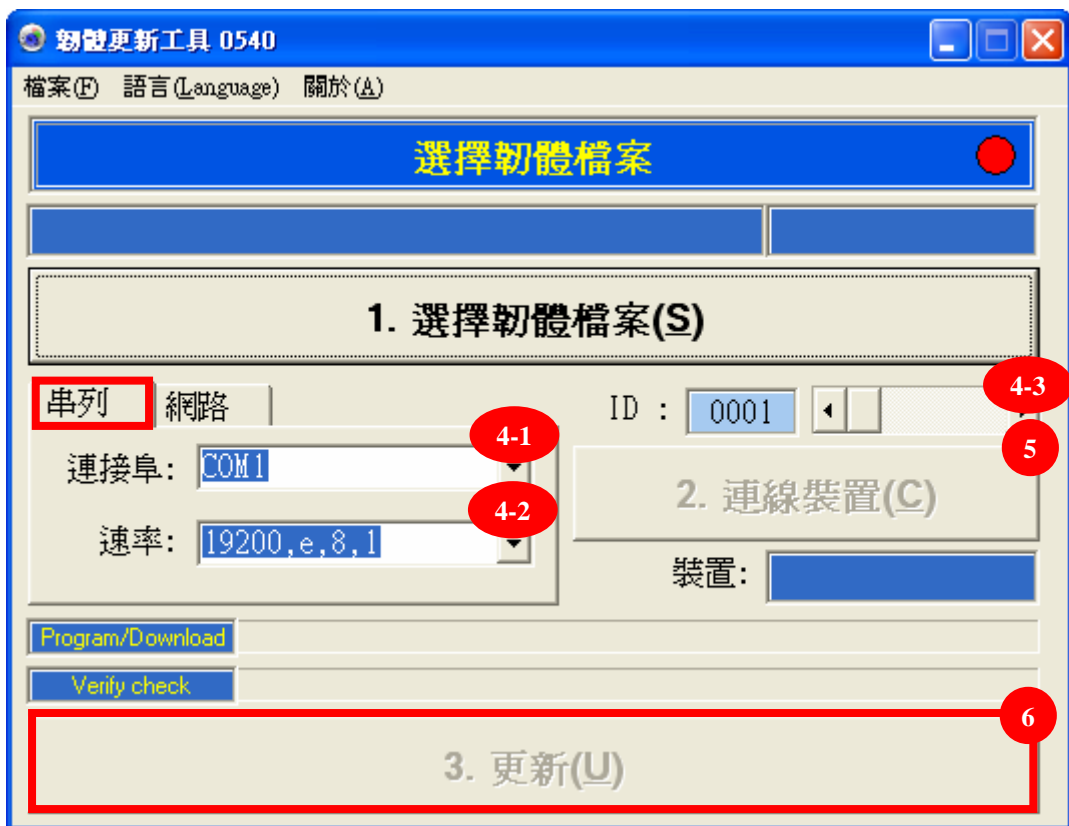 韌體更新工具 0540
檔案(F) 語言(Language) 關於(A)
選擇韌體檔案
1. 選擇韌體檔案(S)
串列 網路
ID : 0001
4-3
4-1
5
連接阜: COM1
2. 連線裝置(C)
4-2
速率: 19200,e,8,1
裝置:
Program/Download
Verify check
6
3. 更新(U)